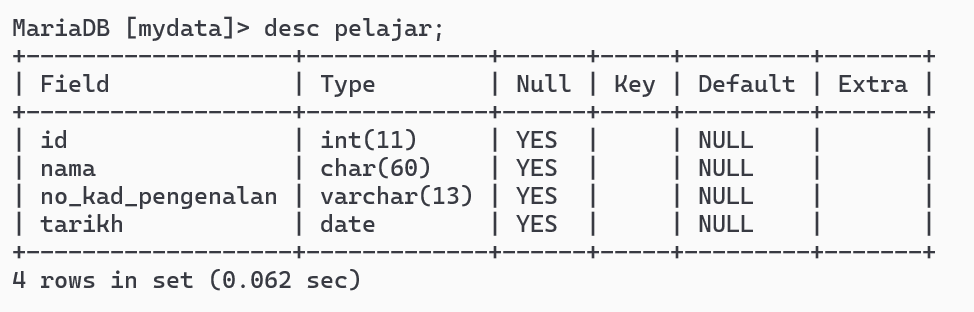 MariaDB [mydata]> desc pelajar;
+--------------------+-------------+------+-----+---------+-------+
| Field              | Type        | Null | Key | Default | Extra |
+--------------------+-------------+------+-----+---------+-------+
| id                 | int(11)     | YES  |     | NULL    |       |
| nama               | char(60)    | YES  |     | NULL    |       |
| no_kad_pengenalan  | varchar(13) | YES  |     | NULL    |       |
| tarikh             | date        | YES  |     | NULL    |       |
+--------------------+-------------+------+-----+---------+-------+
4 rows in set (0.062 sec)